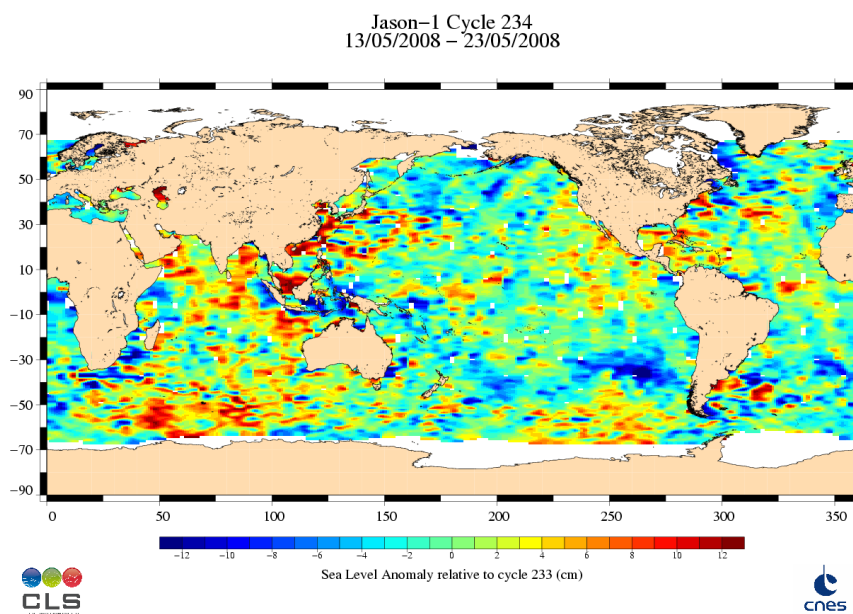 Jason−1 Cycle 234
13/05/2008 − 23/05/2008
90
70
50
30
10
−10
−30
−50
−70
−90
0 50 100 150 200 250 300 350
−12 −10 −8 −6 −4 −2 0 2 4 6 8 10 12
Sea Level Anomaly relative to cycle 233 (cm)
CLS
cnes